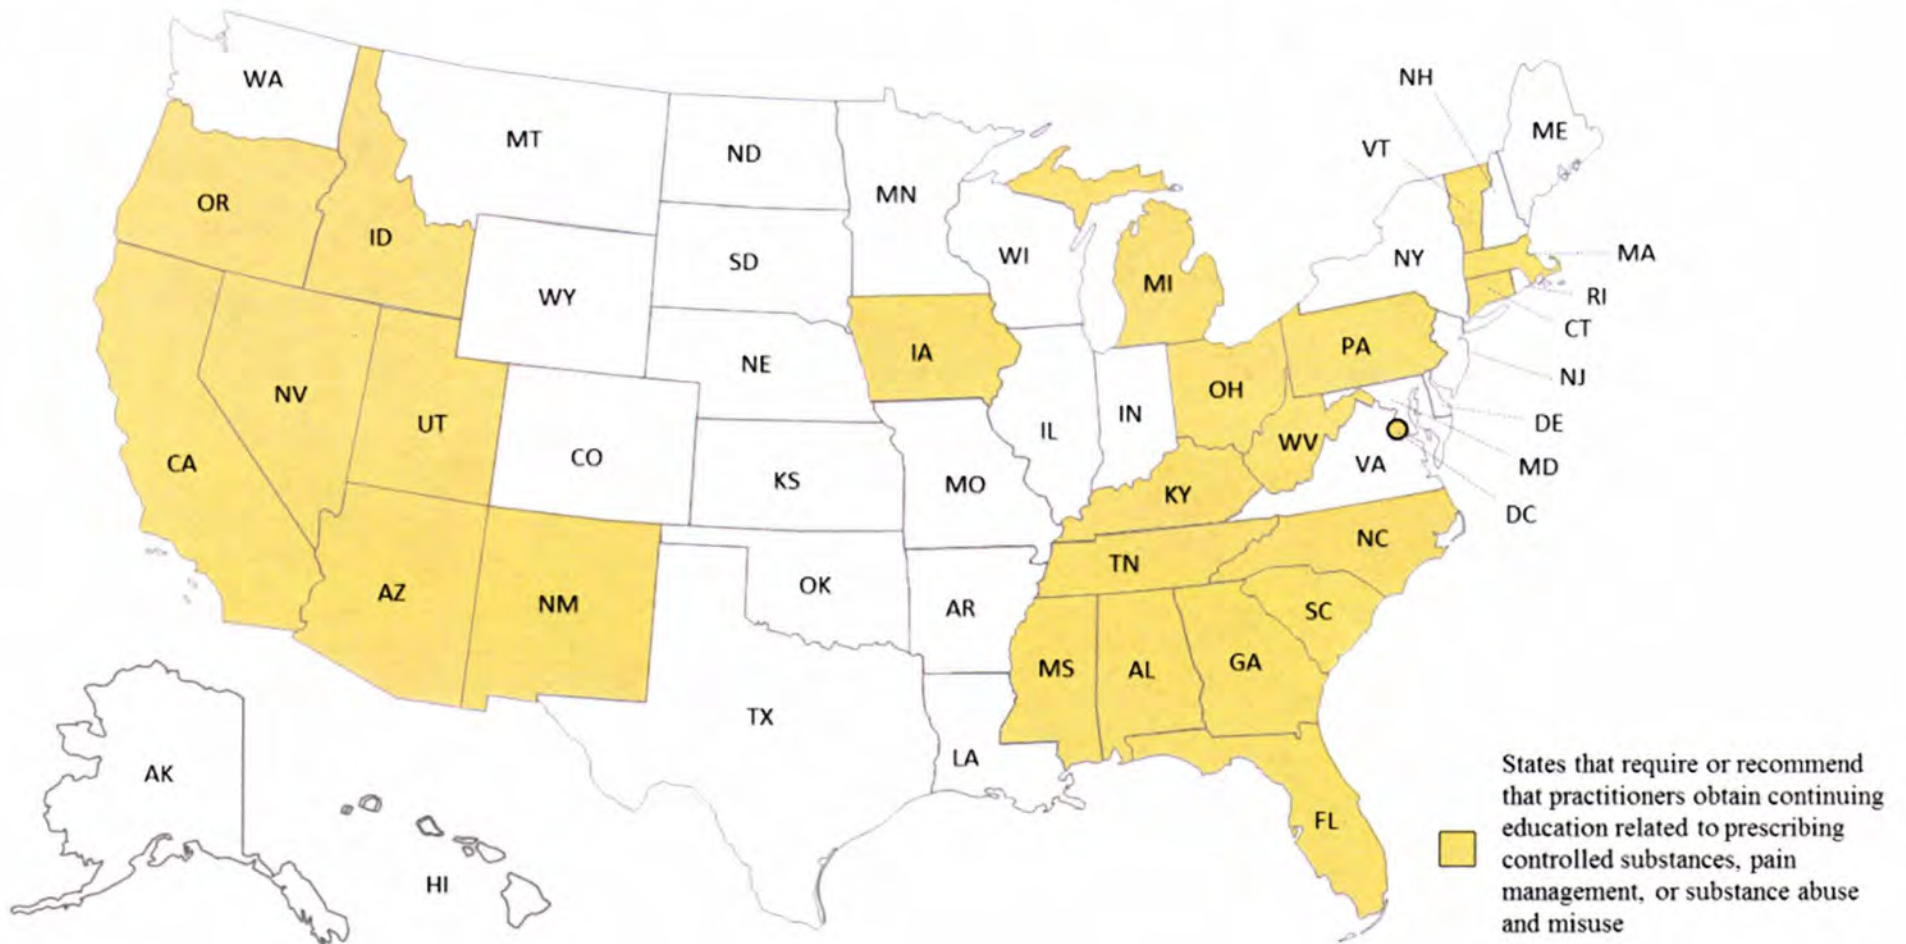 NH
WA
ME
MT
VT
ND
MN
OR
ID
MA
WI
NY
SD
MI
WY
RI
CT
PA
IA
NE
NJ
NV
OH
IN
UT
DE
IL
WV
CO
CA
VA
MD
KS
MO
KY
DC
NC
TN
OK
AZ
NM
AR
SC
GA
MS
AL
TX
LA
AK
FL
HI
States that require or recommend
that practitioners obtain continuing
education related to prescribing
controlled substances, pain
management, or substance abuse
and misuse